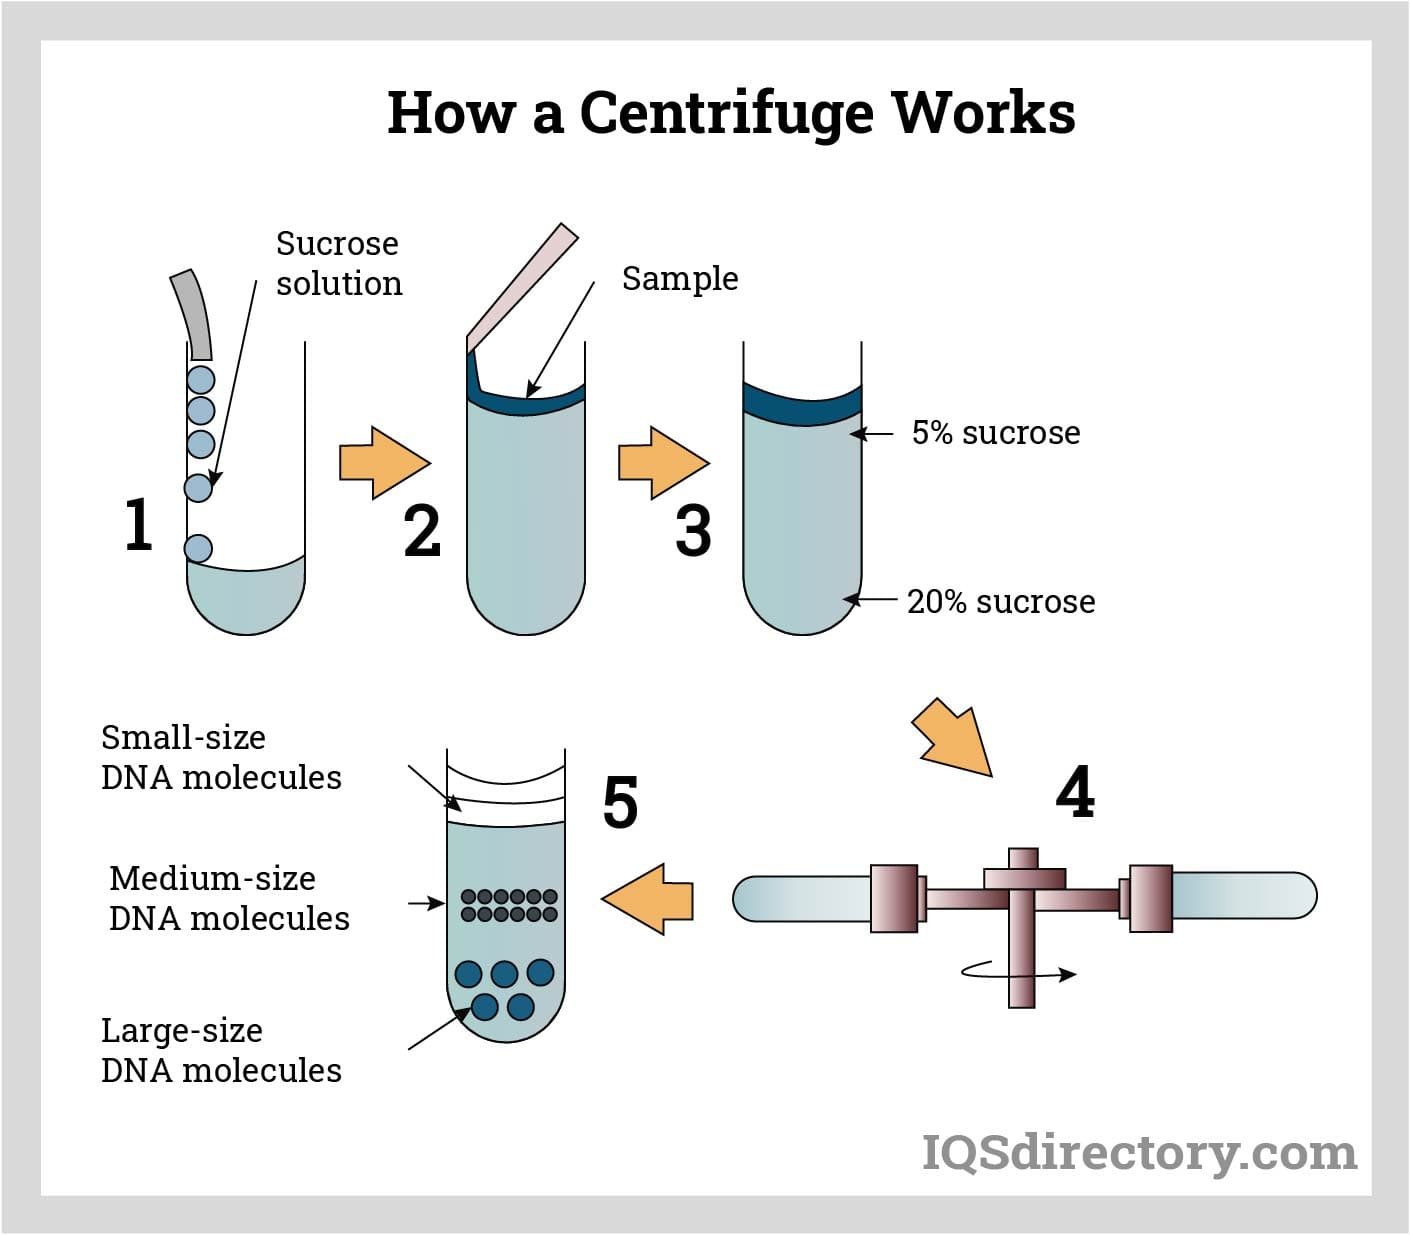 How a Centrifuge Works
Sucrose
solution
Sample
1
2
3
5% sucrose
20% sucrose
4
5
Small-size
DNA molecules
Medium-size
DNA molecules
Large-size
DNA molecules
IQSdirectory.com